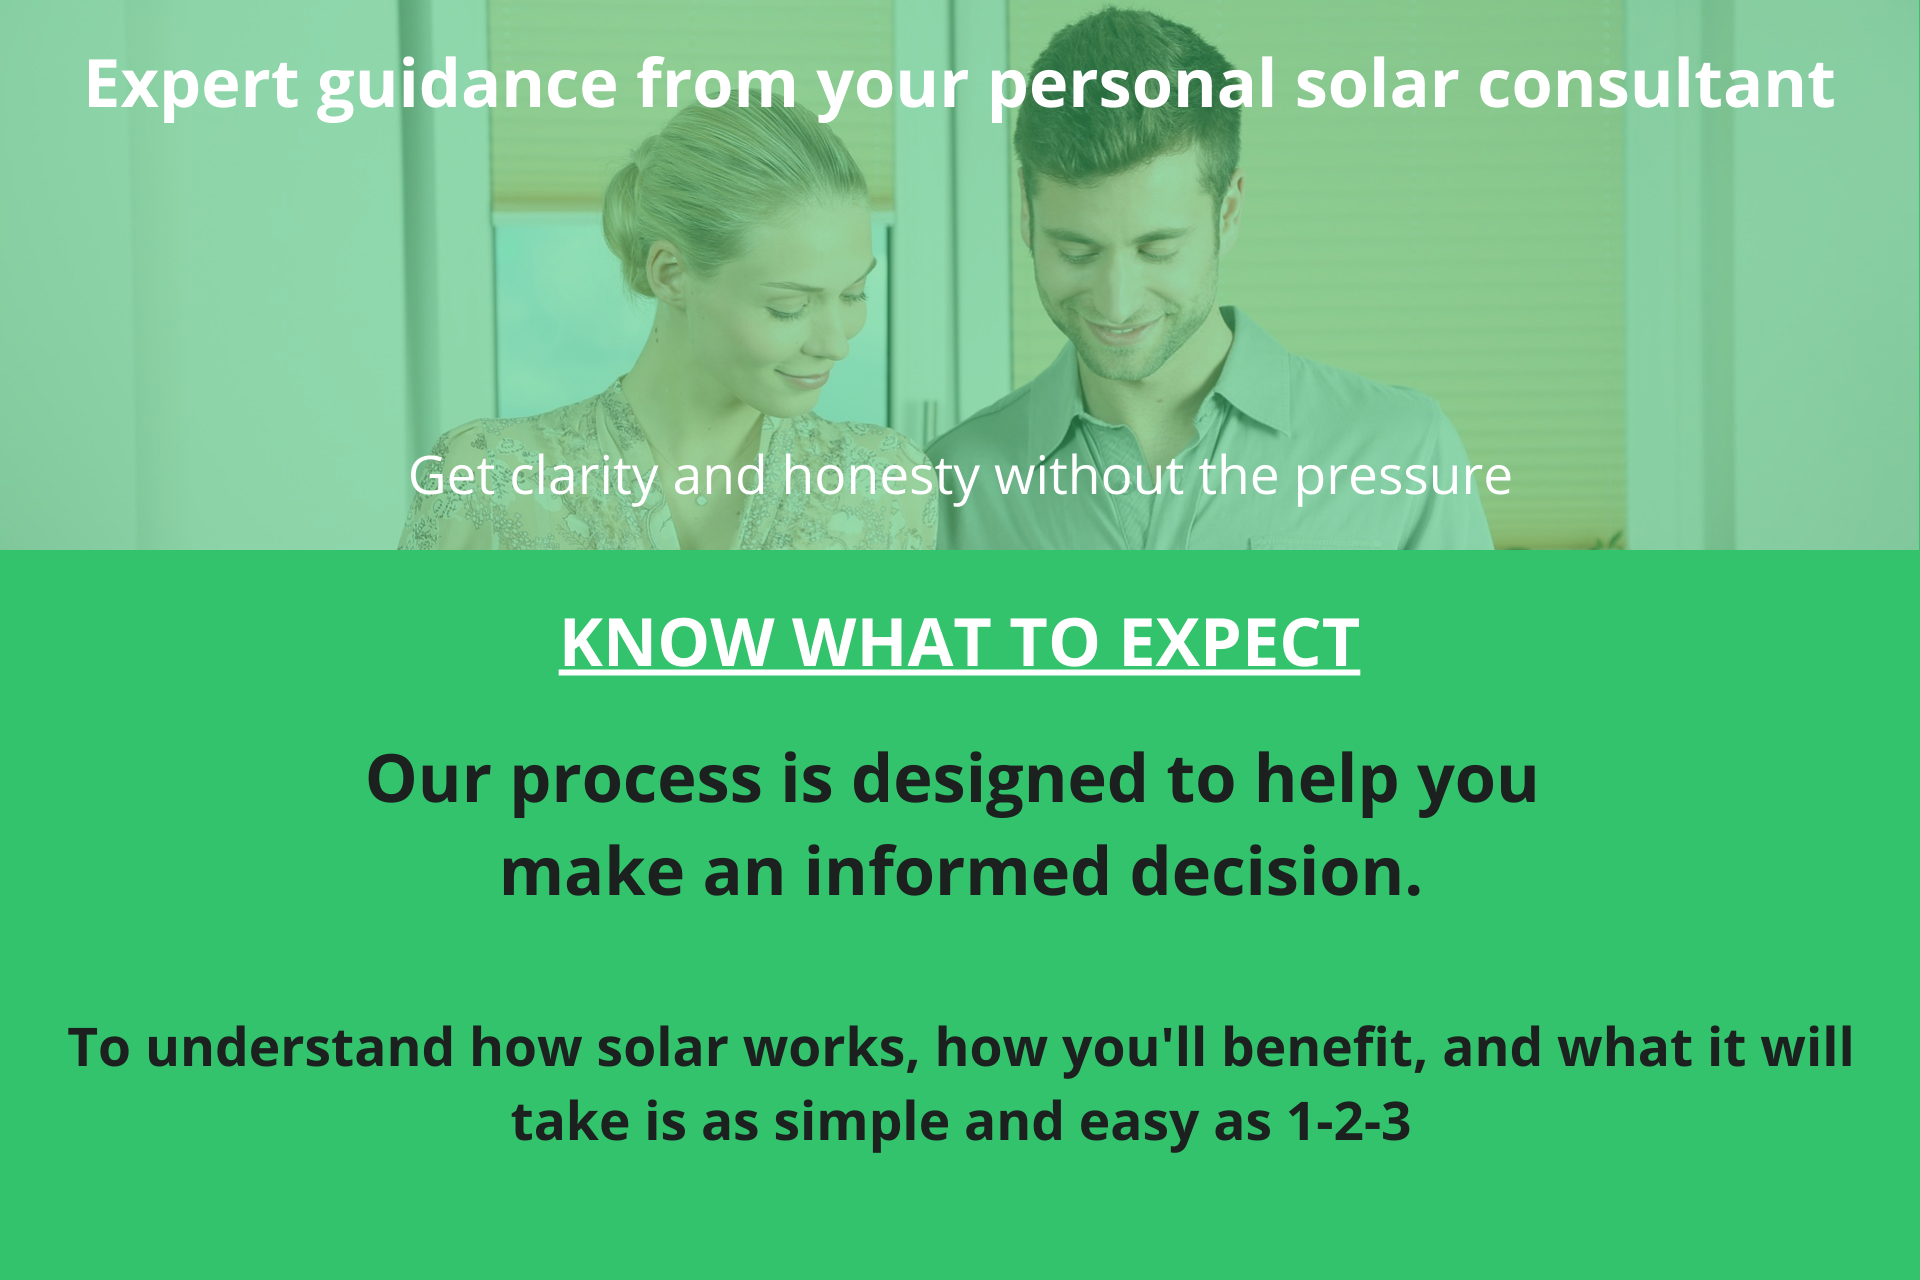 Expert guidance from your personal solar consultant
Get clarity and honesty without the pressure
KNOW WHAT TO EXPECT
Our process is designed to help you
make an informed decision.
To understand how solar works, how you'll benefit, and what it will
take is as simple and easy as 1-2-3